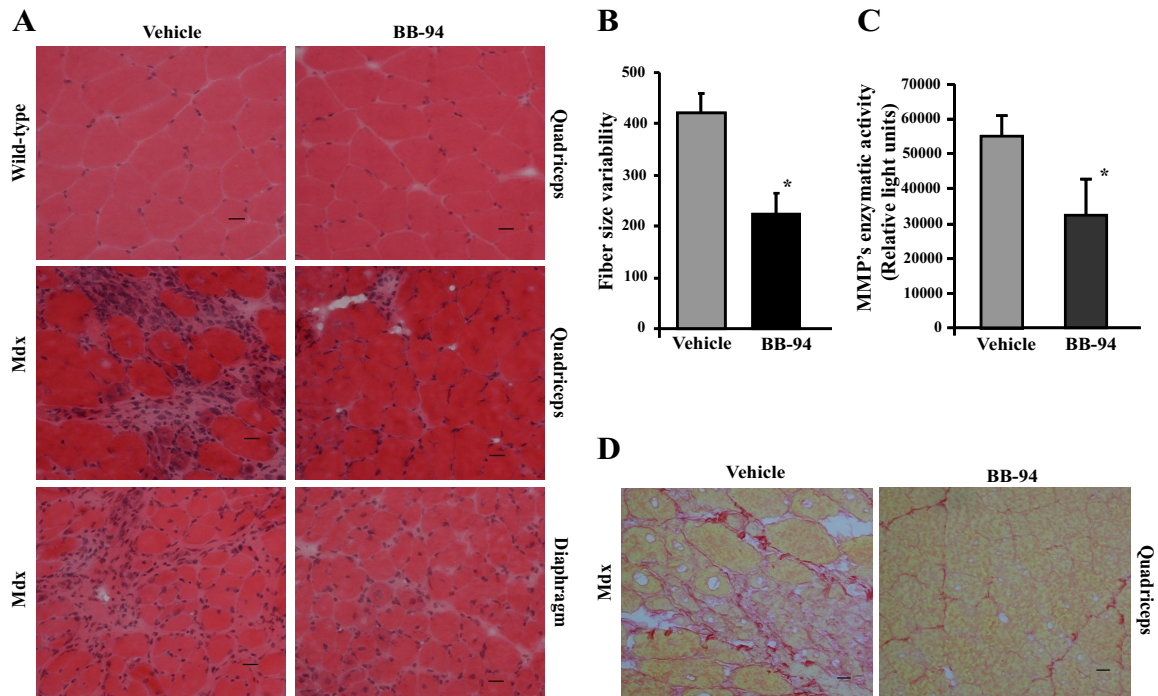 A
Vehicle
BB-94
Wild-type
Quadriceps
Mdx
Quadriceps
Mdx
Diaphragm
B
Fiber size variability
500
400
300
200
100
0
Vehicle
BB-94
*
C
MMP's enzymatic activity
(Relative light units)
70000
60000
50000
40000
30000
20000
10000
0
Vehicle
BB-94
*
D
Vehicle
BB-94
Mdx
Quadriceps